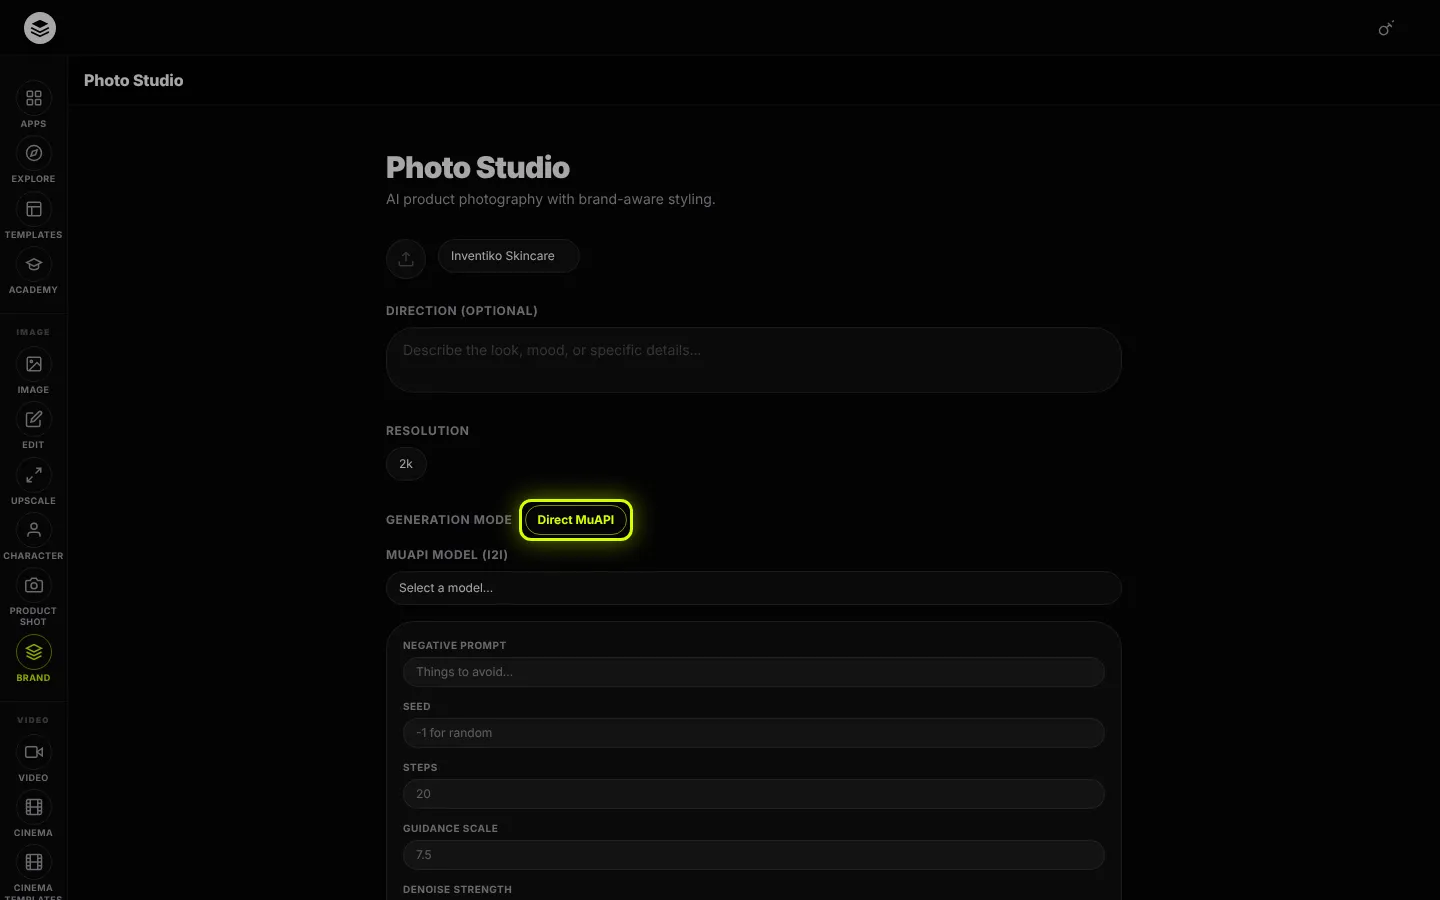 Photo Studio
APPS
EXPLORE
TEMPLATES
ACADEMY
IMAGE
IMAGE
EDIT
UPSCALE
CHARACTER
PRODUCT
SHOT
BRAND
VIDEO
VIDEO
CINEMA
CINEMA
TEMPLATES
Photo Studio
AI product photography with brand-aware styling.
Inventiko Skincare
DIRECTION (OPTIONAL)
Describe the look, mood, or specific details...
RESOLUTION
2k
GENERATION MODE Direct MuAPI
MUAPI MODEL (I2I)
Select a model...
NEGATIVE PROMPT
Things to avoid...
SEED
-1 for random
STEPS
20
GUIDANCE SCALE
7.5
DENOISE STRENGTH